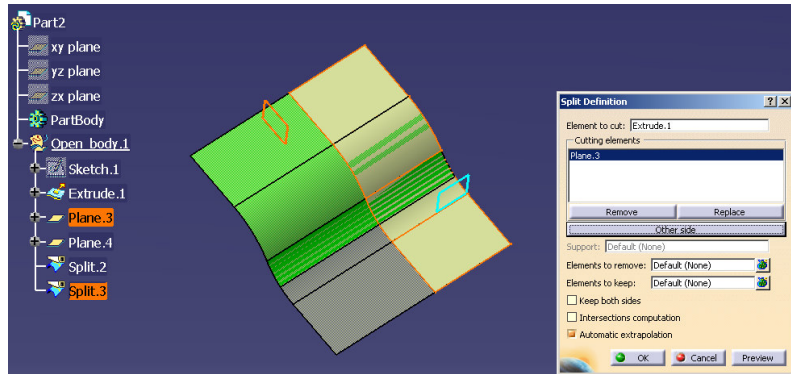 Part2
xy plane
yz plane
zx plane
PartBody
Open_body.1
Sketch.1
Extrude.1
Plane.3
Plane.4
Split.2
Split.3
Split Definition
Element to cut: Extrude.1
Cutting elements
Plane.3
Remove Replace
Other side
Support: Default (None)
Elements to remove: Default (None)
Elements to keep: Default (None)
Keep both sides
Intersections computation
Automatic extrapolation
OK Cancel Preview